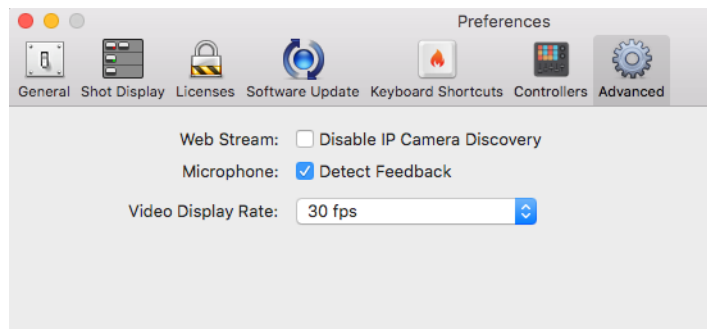 Preferences
General Shot Display Licenses Software Update Keyboard Shortcuts Controllers Advanced
Web Stream: Disable IP Camera Discovery
Microphone: Detect Feedback
Video Display Rate: 30 fps